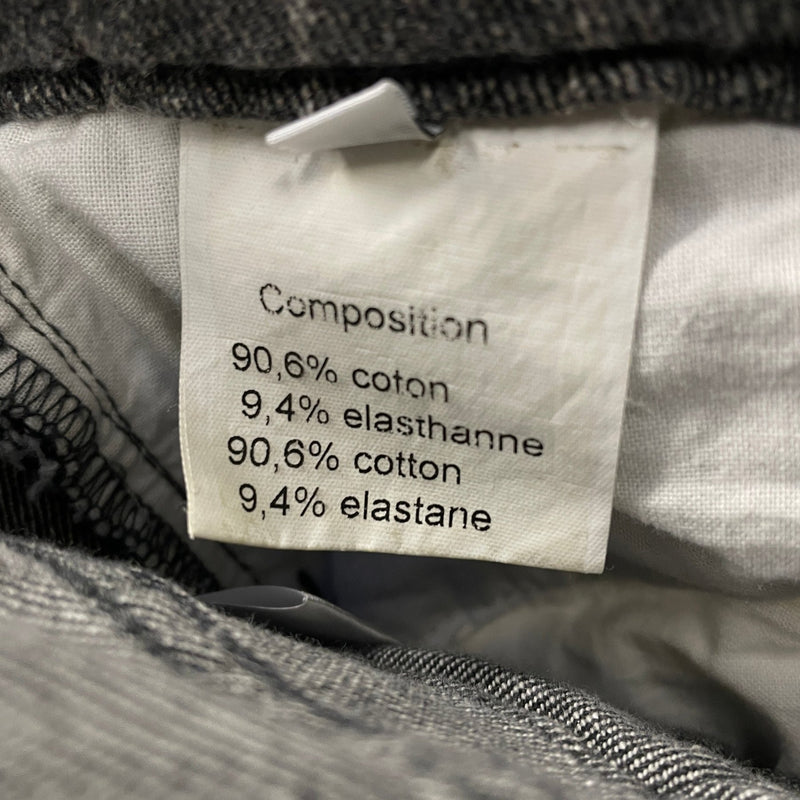 Composition
90,6% coton
9,4% elasthanne
90,6% cotton
9,4% elastane